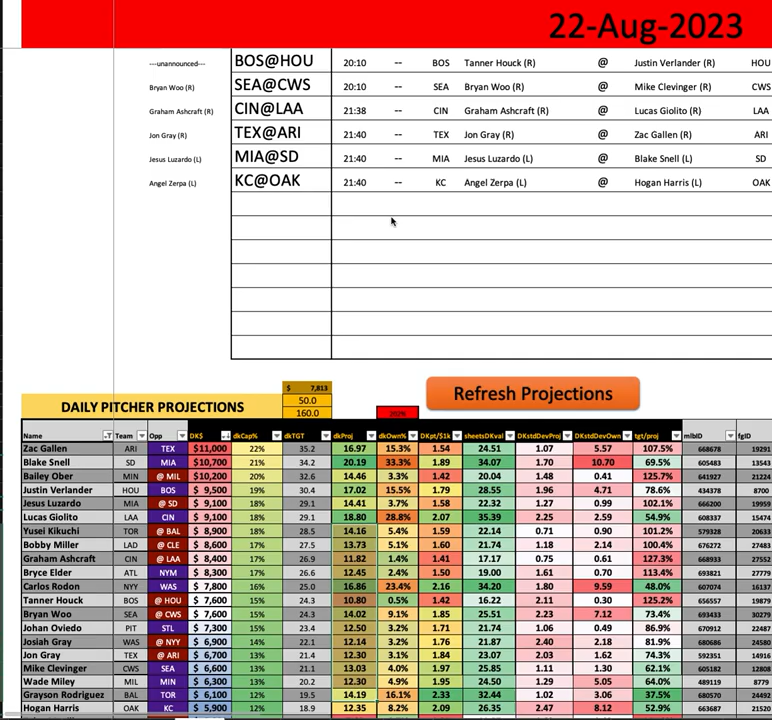 22-Aug-2023
---unannounced--- BOS@HOU 20:10 -- BOS Tanner Houck (R) @ Justin Verlander (R) HOU
Bryan Woo (R) SEA@CWS 20:10 -- SEA Bryan Woo (R) @ Mike Clevinger (R) CWS
Graham Ashcraft (R) CIN@LAA 21:38 -- CIN Graham Ashcraft (R) @ Lucas Giolito (R) LAA
Jon Gray (R) TEX@ARI 21:40 -- TEX Jon Gray (R) @ Zac Gallen (R) ARI
Jesus Luzardo (L) MIA@SD 21:40 -- MIA Jesus Luzardo (L) @ Blake Snell (L) SD
Angel Zerpa (L) KC@OAK 21:40 -- KC Angel Zerpa (L) @ Hogan Harris (L) OAK
$ 7,813
Refresh Projections
DAILY PITCHER PROJECTIONS 50.0
160.0
Name Team Opp DK$ dkCap% dkTGT dkProj dkOwn% DKpt/$1k sheetsDKval DKstdDevProj DKstdDevOwn tgt/proj mlbID fgID
Zac Gallen ARI TEX $11,000 22% 35.2 16.97 15.3% 1.54 24.51 1.07 5.57 107.5% 668678 19291
Blake Snell SD MIA $10,700 21% 34.2 20.19 33.3% 1.89 34.07 1.70 10.70 69.5% 605483 13543
Bailey Ober MIN @ MIL $10,200 20% 32.6 14.46 3.3% 1.42 20.04 1.48 0.41 125.7% 641927 21224
Justin Verlander HOU BOS $ 9,500 19% 30.4 17.02 15.5% 1.79 28.55 1.96 4.71 78.6% 434378 8700
Jesus Luzardo MIA @ SD $ 9,100 18% 29.1 14.41 3.7% 1.58 22.32 1.27 0.99 102.1% 666200 19959
Lucas Giolito LAA CIN $ 9,100 18% 29.1 18.80 28.8% 2.07 35.39 2.25 2.59 54.9% 608337 15474
Yusei Kikuchi TOR @ BAL $ 8,900 18% 28.5 14.16 5.4% 1.59 22.14 0.71 0.90 101.2% 579328 20633
Bobby Miller LAD @ CLE $ 8,600 17% 27.5 13.73 5.1% 1.60 21.74 1.18 2.14 100.4% 676272 27483
Graham Ashcraft CIN @ LAA $ 8,400 17% 26.9 11.82 1.4% 1.41 17.17 0.75 0.61 127.3% 668933 27552
Bryce Elder ATL NYM $ 8,300 17% 26.6 12.45 2.4% 1.50 19.00 1.61 0.70 113.4% 693821 27779
Carlos Rodon NYY WAS $ 7,800 16% 25.0 16.86 23.4% 2.16 34.20 1.80 9.59 48.0% 607074 16137
Tanner Houck BOS @ HOU $ 7,600 15% 24.3 10.80 0.5% 1.42 16.22 2.11 0.30 125.2% 656557 19879
Bryan Woo SEA @ CWS $ 7,600 15% 24.3 14.02 9.1% 1.85 25.51 2.23 7.12 73.4% 693433 30279
Johan Oviedo PIT STL $ 7,300 15% 23.4 12.50 3.2% 1.71 21.74 1.06 0.49 86.9% 670912 22487
Josiah Gray WAS @ NYY $ 6,900 14% 22.1 12.14 3.2% 1.76 21.87 2.40 2.18 81.9% 680686 24580
Jon Gray TEX @ ARI $ 6,700 13% 21.4 12.30 3.1% 1.84 23.07 2.03 1.62 74.3% 592351 14916
Mike Clevinger CWS SEA $ 6,600 13% 21.1 13.03 4.0% 1.97 25.85 1.11 1.30 62.1% 605182 12808
Wade Miley MIL MIN $ 6,300 13% 20.2 12.30 4.9% 1.95 24.50 1.29 5.05 64.0% 489119 8779
Grayson Rodriguez BAL TOR $ 6,100 12% 19.5 14.19 16.1% 2.33 32.44 1.02 3.06 37.5% 680570 24492
Hogan Harris OAK KC $ 5,900 12% 18.9 12.35 8.2% 2.09 26.35 2.47 8.12 52.9% 663687 21520